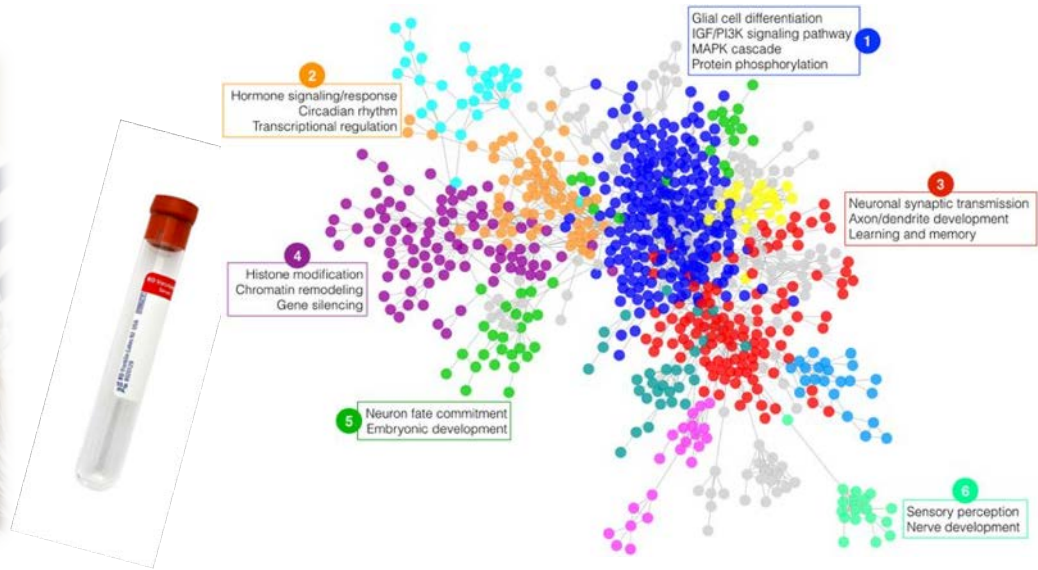 Glial cell differentiation
IGF/PI3K signaling pathway
MAPK cascade
Protein phosphorylation
1
2
Hormone signaling/response
Circadian rhythm
Transcriptional regulation
3
Neuronal synaptic transmission
Axon/dendrite development
Learning and memory
4
Histone modification
Chromatin remodeling
Gene silencing
5
Neuron fate commitment
Embryonic development
6
Sensory perception
Nerve development